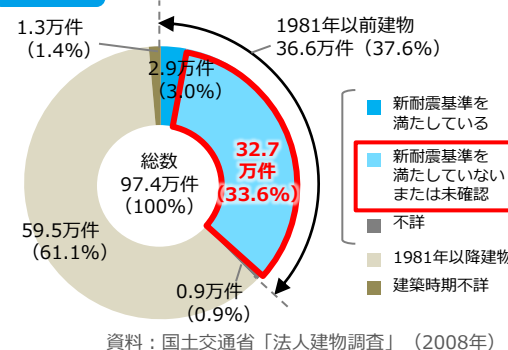 1.3万件
（1.4%）
1981年以前建物
36.6万件（37.6%）
2.9万件
（3.0%）
新耐震基準を
満たしている
32.7
万件
（33.6%）
新耐震基準を
満たしていない
または未確認
総数
97.4万件
（100%）
不詳
59.5万件
（61.1%）
1981年以降建物
建築時期不詳
0.9万件
（0.9%）
資料：国土交通省「法人建物調査」（2008年）